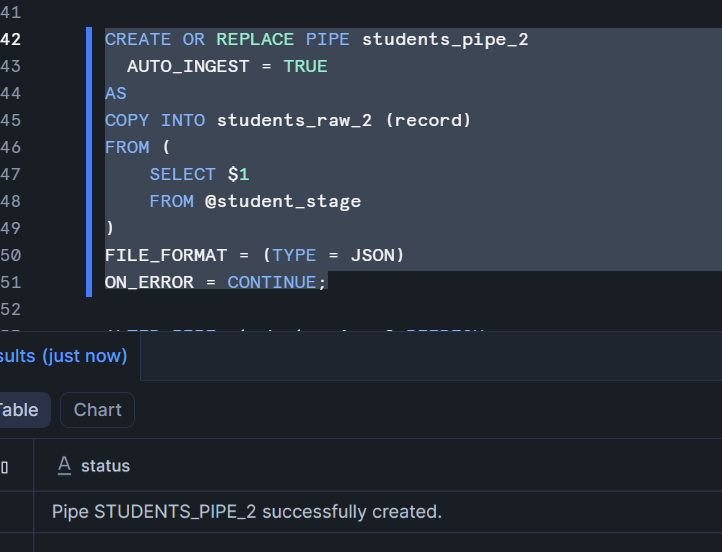 41
42 CREATE OR REPLACE PIPE students_pipe_2
43 AUTO_INGEST = TRUE
44 AS
45 COPY INTO students_raw_2 (record)
46 FROM (
47 SELECT $1
48 FROM @student_stage
49 )
50 FILE_FORMAT = (TYPE = JSON)
51 ON_ERROR = CONTINUE;
52
sults (just now)
Table Chart
A status
Pipe STUDENTS_PIPE_2 successfully created.